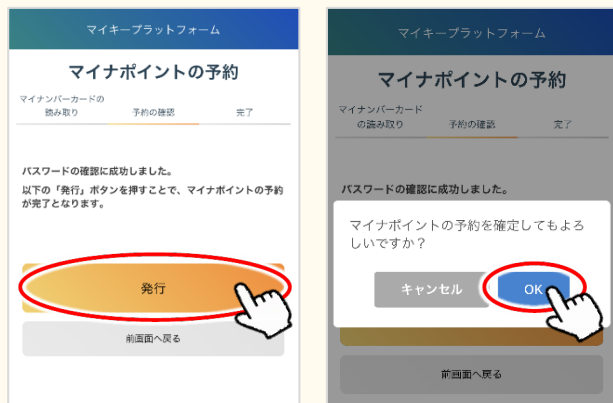 マイキープラットフォーム
マイナポイントの予約
マイナンバーカードの
読み取り
予約の確認
完了
パスワードの確認に成功しました。
以下の「発行」ボタンを押すことで、マイナポイントの予約
が完了となります。
発行
前画面へ戻る
マイキープラットフォーム
マイナポイントの予約
マイナンバーカード
の読み取り
予約の確認
完了
パスワードの確認に成功しました。
マイナポイントの予約を確定してもよろ
しいですか？
キャンセル
OK
前画面へ戻る